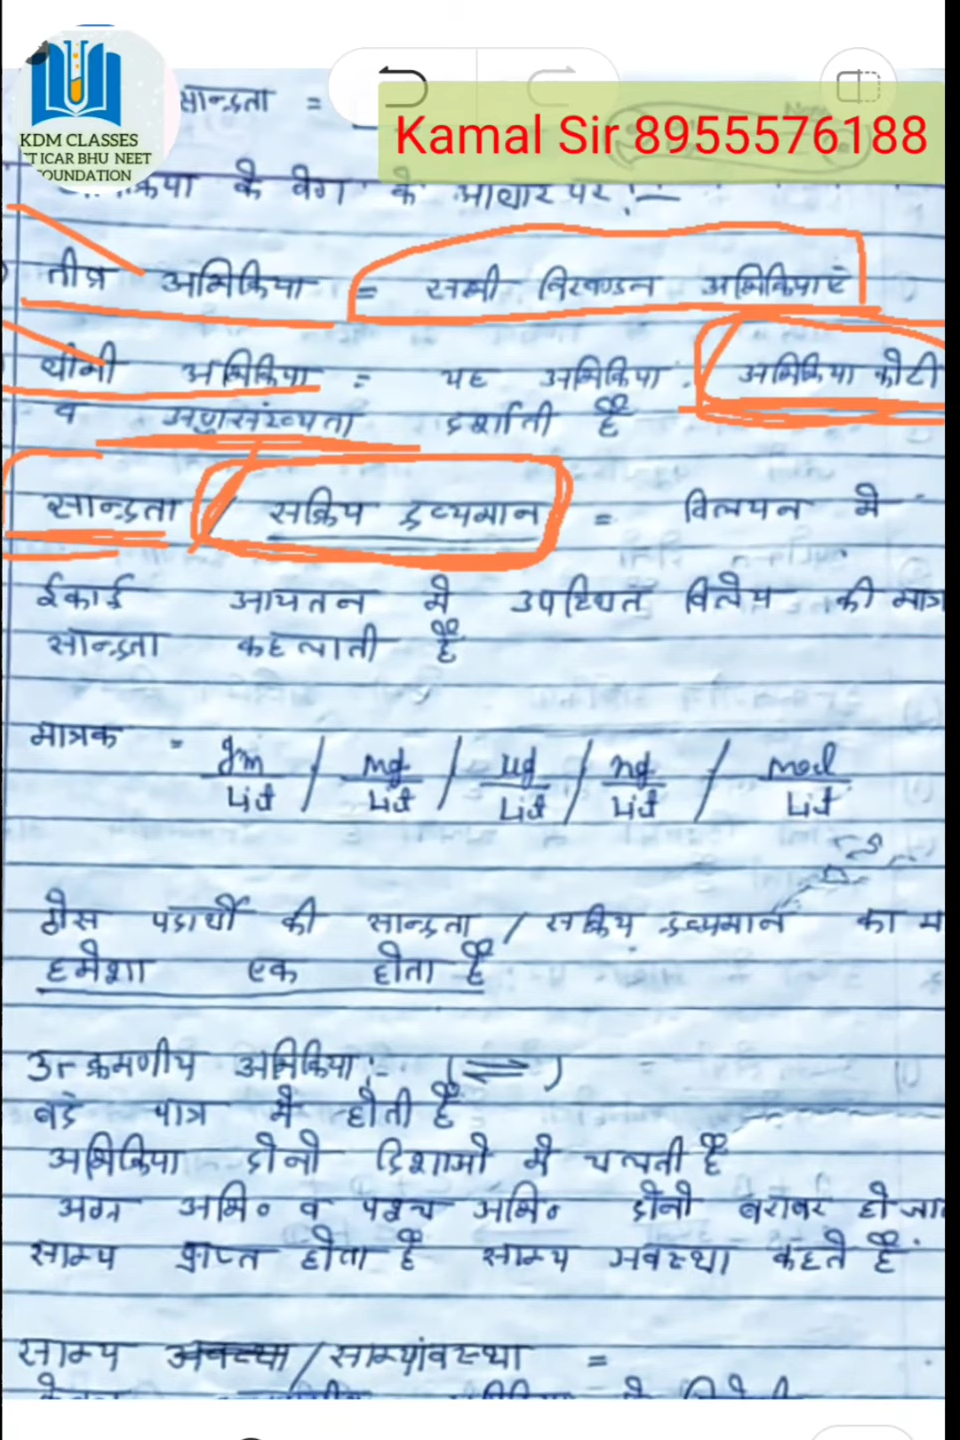 सान्द्रता =
Kamal Sir 8955576188
KDM CLASSES
ICAR BHU NEET
FOUNDATION
के वेग के आधार पर :-
तीव्र अभिक्रिया = सभी विखण्डन अभिक्रियाएं
धीमी अभिक्रिया = यह अभिक्रिया अभिक्रिया कोटी
व अणुसंख्यता दर्शाती है
सान्द्रता / सक्रिय द्रव्यमान = विलयन मे
ईकाई आयतन मे उपस्थित विलेय की मात्र
सान्द्रता कहलाती है
मात्रक = gm/Lit / mg/Lit / ug/Lit / ng/Lit / mol/Lit
ठोस पदार्थो की सान्द्रता / सक्रिय द्रव्यमान का म
हमेशा एक होता है
उत्क्रमणीय अभिक्रिया :- (⇌)
बंद पात्र मे होती है
अभिक्रिया दोनो दिशाओ मे चलती है
अग्र अभि० व पश्च अभि० दोनो बराबर हो जा
साम्य प्राप्त होता है साम्य अवस्था कहते है.
साम्य अवस्था / साम्यावस्था =